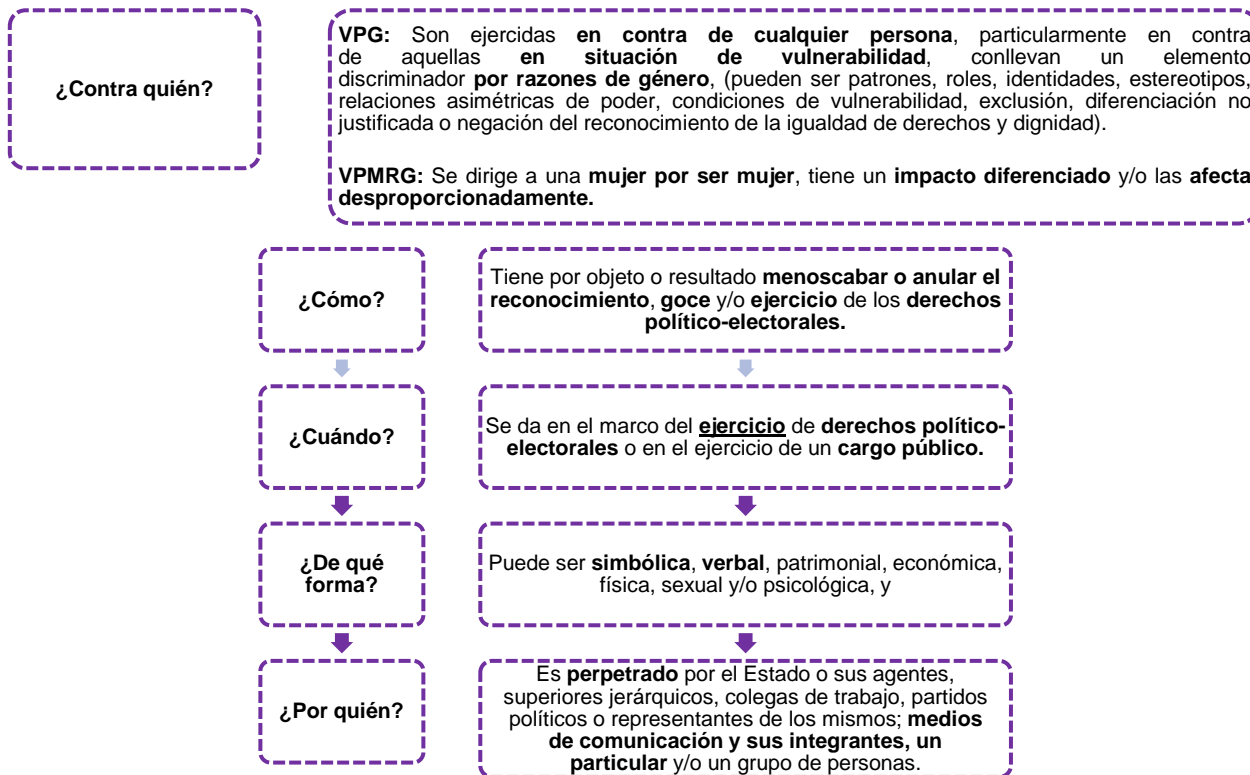 ¿Contra quién?
VPG: Son ejercidas en contra de cualquier persona, particularmente en contra
de aquellas en situación de vulnerabilidad, conllevan un elemento
discriminador por razones de género, (pueden ser patrones, roles, identidades, estereotipos,
relaciones asimétricas de poder, condiciones de vulnerabilidad, exclusión, diferenciación no
justificada o negación del reconocimiento de la igualdad de derechos y dignidad).
VPMRG: Se dirige a una mujer por ser mujer, tiene un impacto diferenciado y/o las afecta
desproporcionadamente.
¿Cómo?
Tiene por objeto o resultado menoscabar o anular el
reconocimiento, goce y/o ejercicio de los derechos
político-electorales.
¿Cuándo?
Se da en el marco del ejercicio de derechos político-
electorales o en el ejercicio de un cargo público.
¿De qué
forma?
Puede ser simbólica, verbal, patrimonial, económica,
física, sexual y/o psicológica, y
¿Por quién?
Es perpetrado por el Estado o sus agentes,
superiores jerárquicos, colegas de trabajo, partidos
políticos o representantes de los mismos; medios
de comunicación y sus integrantes, un
particular y/o un grupo de personas.